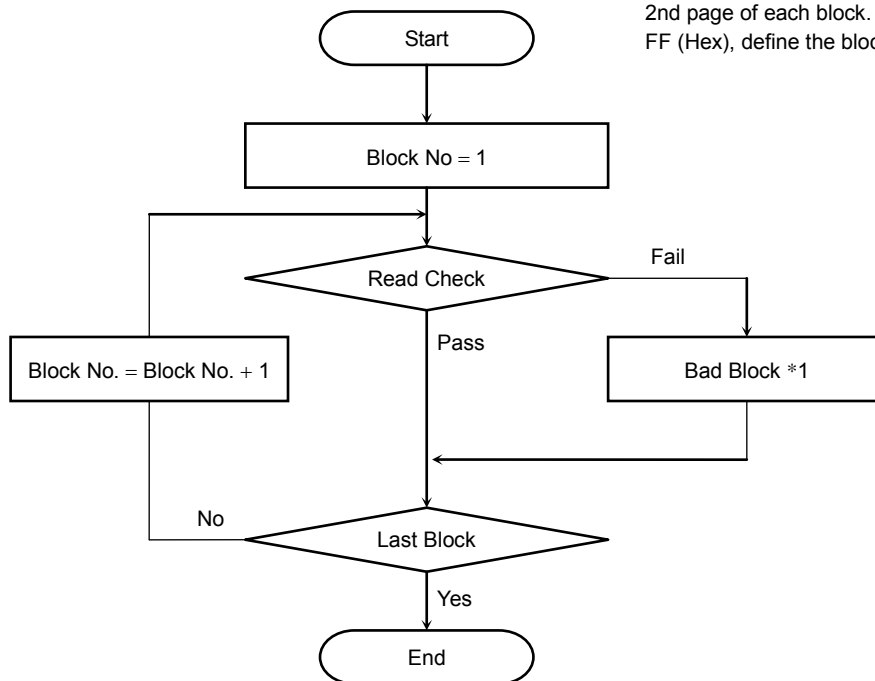 2nd page of each block.
FF (Hex), define the bloc
Start
Block No = 1
Read Check
Fail
Pass
Block No. = Block No. + 1
Bad Block *1
No
Last Block
Yes
End